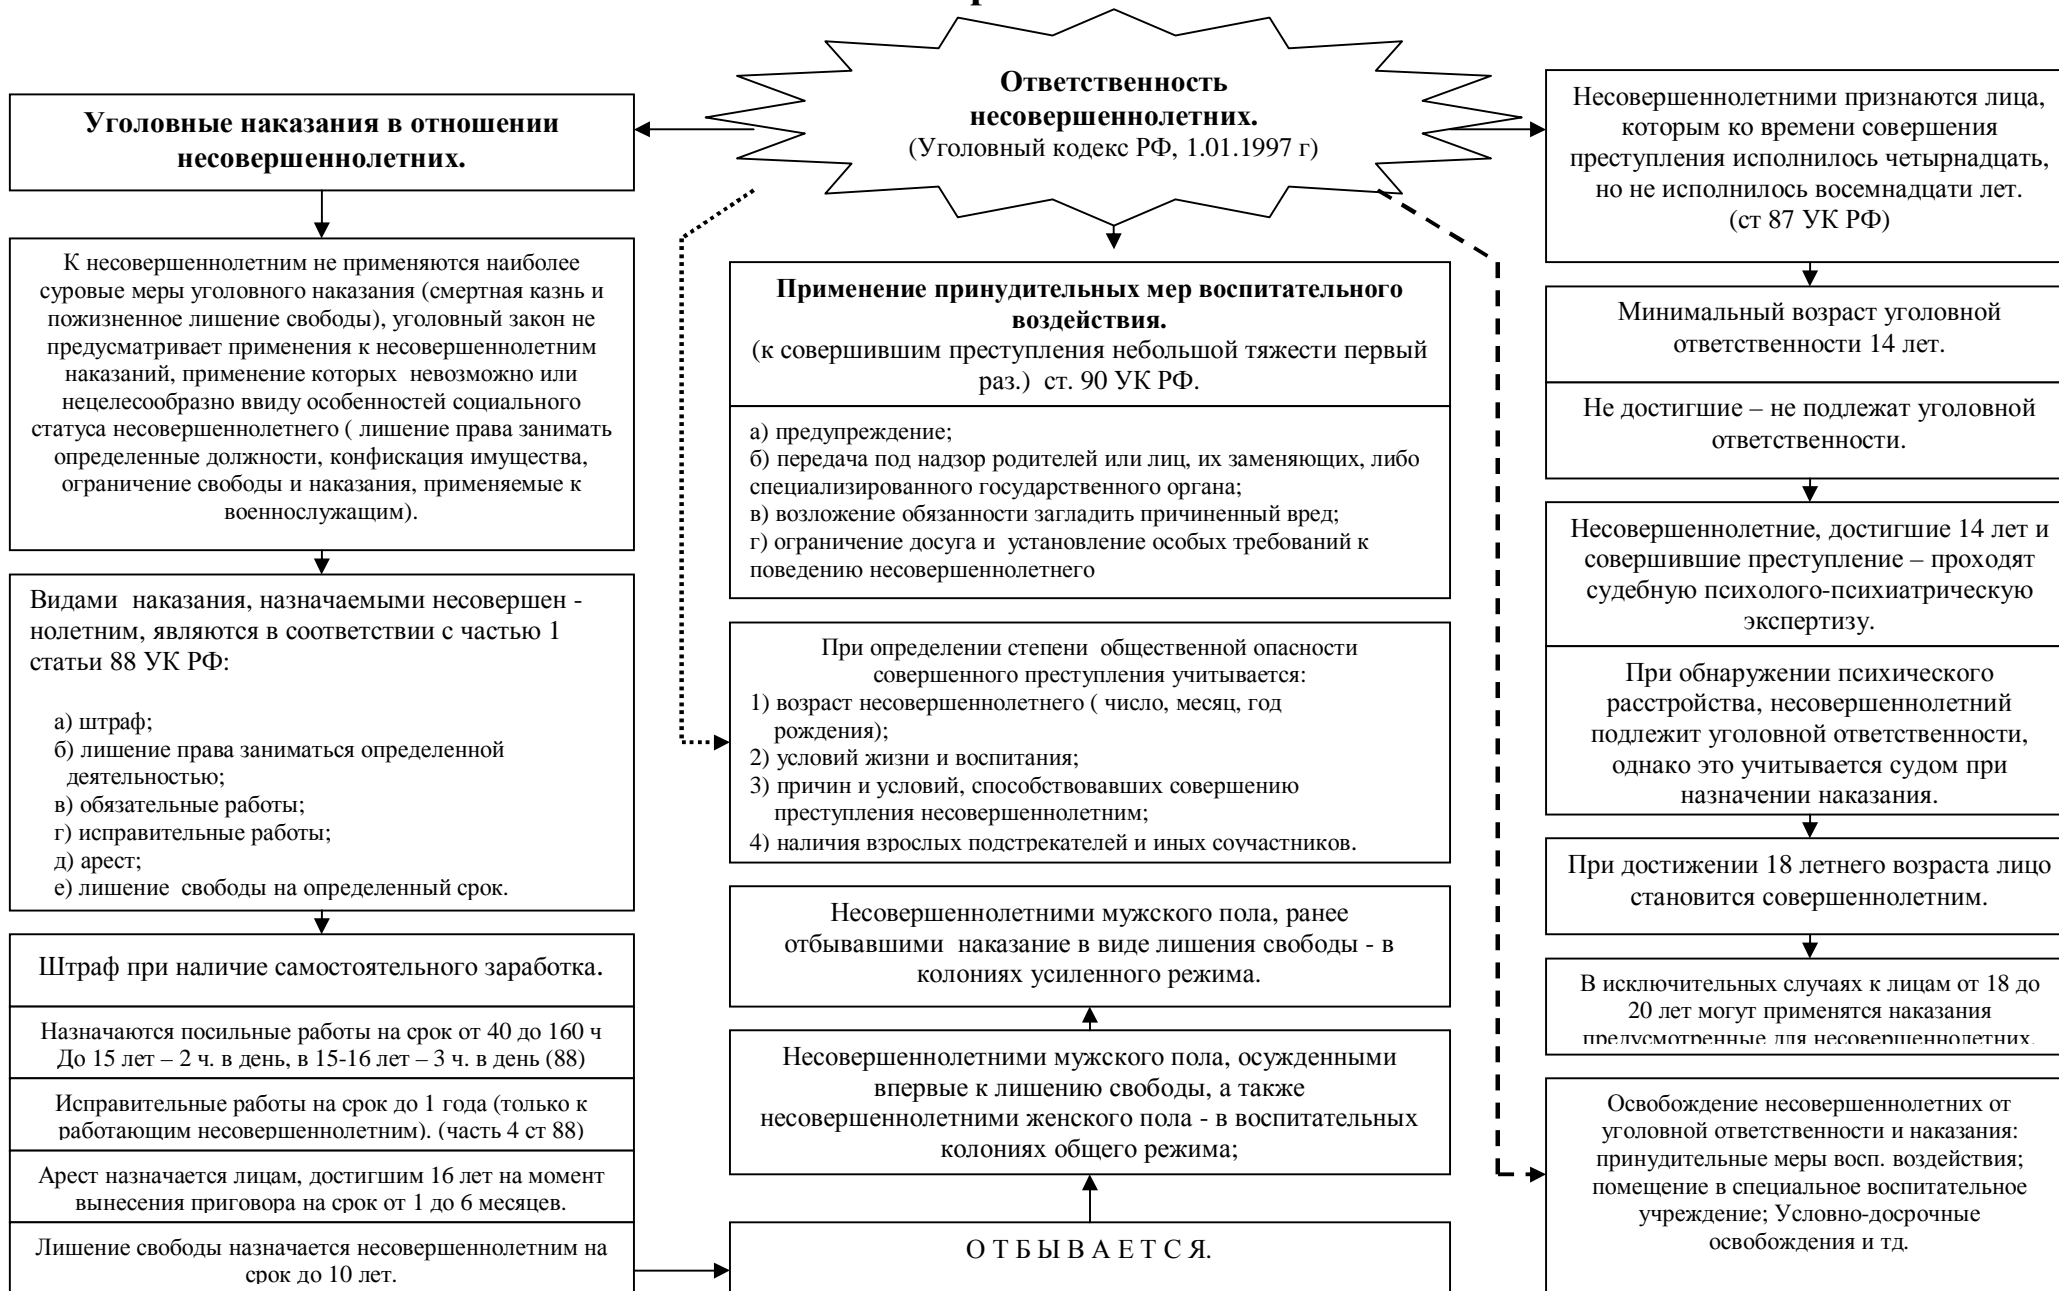 Ответственность
несовершеннолетних.
(Уголовный кодекс РФ, 1.01.1997 г)
Уголовные наказания в отношении
несовершеннолетних.
К несовершеннолетним не применяются наиболее
суровые меры уголовного наказания (смертная казнь и
пожизненное лишение свободы), уголовный закон не
предусматривает применения к несовершеннолетним
наказаний, применение которых невозможно или
нецелесообразно ввиду особенностей социального
статуса несовершеннолетнего ( лишение права занимать
определенные должности, конфискация имущества,
ограничение свободы и наказания, применяемые к
военнослужащим).
Видами наказания, назначаемыми несовершен -
нолетним, являются в соответствии с частью 1
статьи 88 УК РФ:
а) штраф;
б) лишение права заниматься определенной
деятельностью;
в) обязательные работы;
г) исправительные работы;
д) арест;
е) лишение свободы на определенный срок.
Штраф при наличие самостоятельного заработка.
Назначаются посильные работы на срок от 40 до 160 ч
До 15 лет – 2 ч. в день, в 15-16 лет – 3 ч. в день (88)
Исправительные работы на срок до 1 года (только к
работающим несовершеннолетним). (часть 4 ст 88)
Арест назначается лицам, достигшим 16 лет на момент
вынесения приговора на срок от 1 до 6 месяцев.
Лишение свободы назначается несовершеннолетним на
срок до 10 лет.
Применение принудительных мер воспитательного
воздействия.
(к совершившим преступления небольшой тяжести первый
раз.) ст. 90 УК РФ.
а) предупреждение;
б) передача под надзор родителей или лиц, их заменяющих, либо
специализированного государственного органа;
в) возложение обязанности загладить причиненный вред;
г) ограничение досуга и установление особых требований к
поведению несовершеннолетнего
При определении степени общественной опасности
совершенного преступления учитывается:
1) возраст несовершеннолетнего ( число, месяц, год
рождения);
2) условий жизни и воспитания;
3) причин и условий, способствовавших совершению
преступления несовершеннолетним;
4) наличия взрослых подстрекателей и иных соучастников.
Несовершеннолетними мужского пола, ранее
отбывавшими наказание в виде лишения свободы - в
колониях усиленного режима.
Несовершеннолетними мужского пола, осужденными
впервые к лишению свободы, а также
несовершеннолетними женского пола - в воспитательных
колониях общего режима;
О Т Б Ы В А Е Т С Я.
Несовершеннолетними признаются лица,
которым ко времени совершения
преступления исполнилось четырнадцать,
но не исполнилось восемнадцати лет.
(ст 87 УК РФ)
Минимальный возраст уголовной
ответственности 14 лет.
Не достигшие – не подлежат уголовной
ответственности.
Несовершеннолетние, достигшие 14 лет и
совершившие преступление – проходят
судебную психолого-психиатрическую
экспертизу.
При обнаружении психического
расстройства, несовершеннолетний
подлежит уголовной ответственности,
однако это учитывается судом при
назначении наказания.
При достижении 18 летнего возраста лицо
становится совершеннолетним.
В исключительных случаях к лицам от 18 до
20 лет могут применятся наказания
предусмотренные для несовершеннолетних.
Освобождение несовершеннолетних от
уголовной ответственности и наказания:
принудительные меры восп. воздействия;
помещение в специальное воспитательное
учреждение; Условно-досрочные
освобождения и тд.